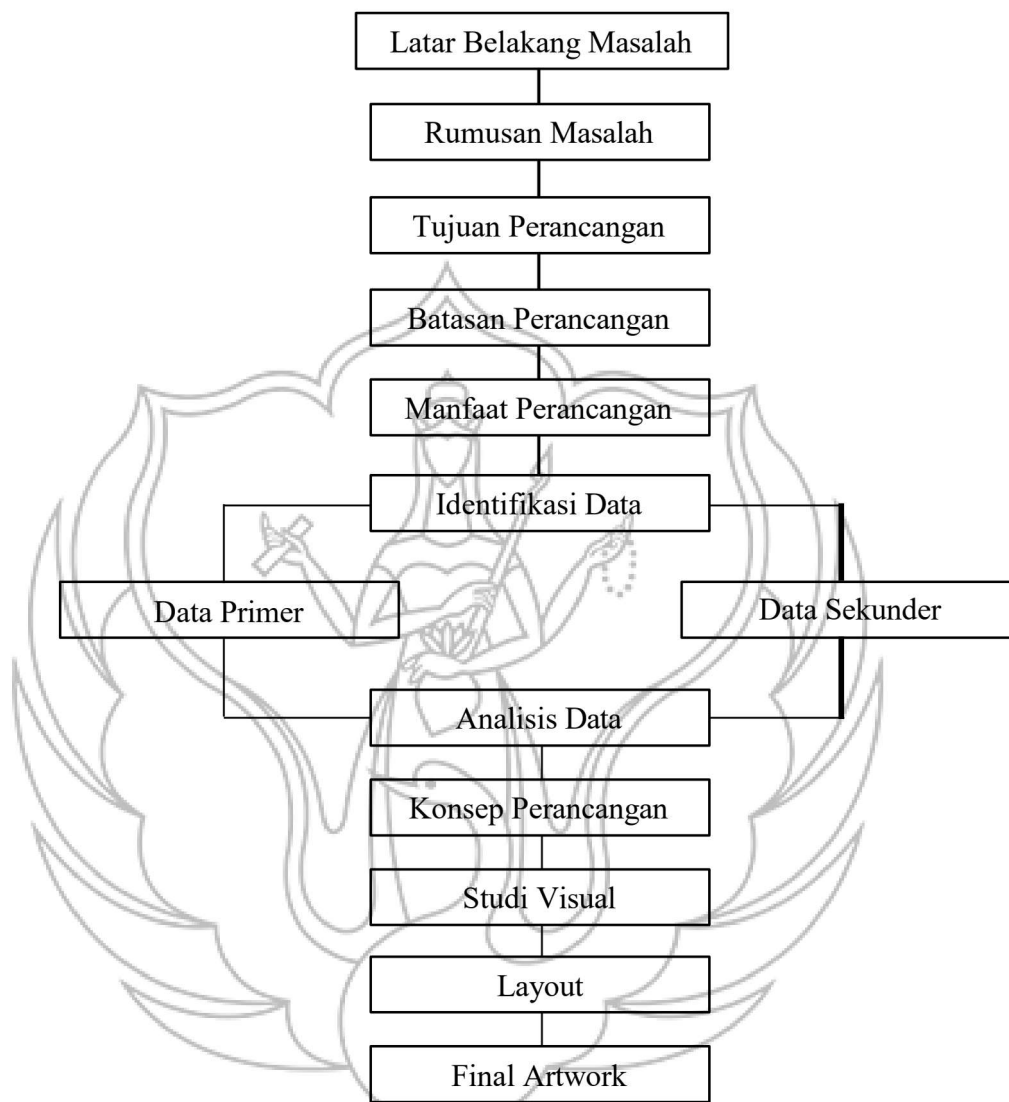 Latar Belakang Masalah
Rumusan Masalah
Tujuan Perancangan
Batasan Perancangan
Manfaat Perancangan
Identifikasi Data
Data Primer
Data Sekunder
Analisis Data
Konsep Perancangan
Studi Visual
Layout
Final Artwork